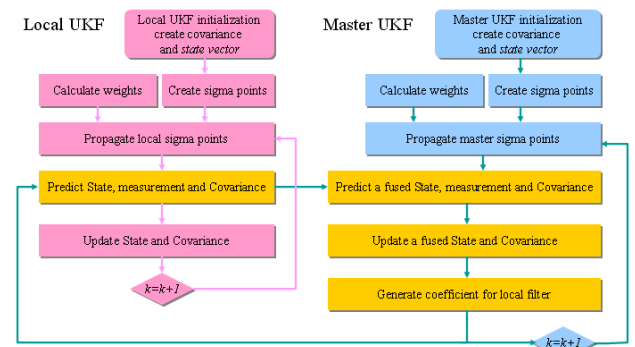 Local UKF
Local UKF initialization
create covariance
and state vector
Calculate weights
Create sigma points
Propagate local sigma points
Predict State, measurement and Covariance
Update State and Covariance
k=k+1
Master UKF
Master UKF initialization
create covariance
and state vector
Calculate weights
Create sigma points
Propagate master sigma points
Predict a fused State, measurement and Covariance
Update a fused State and Covariance
Generate coefficient for local filter
k=k+1